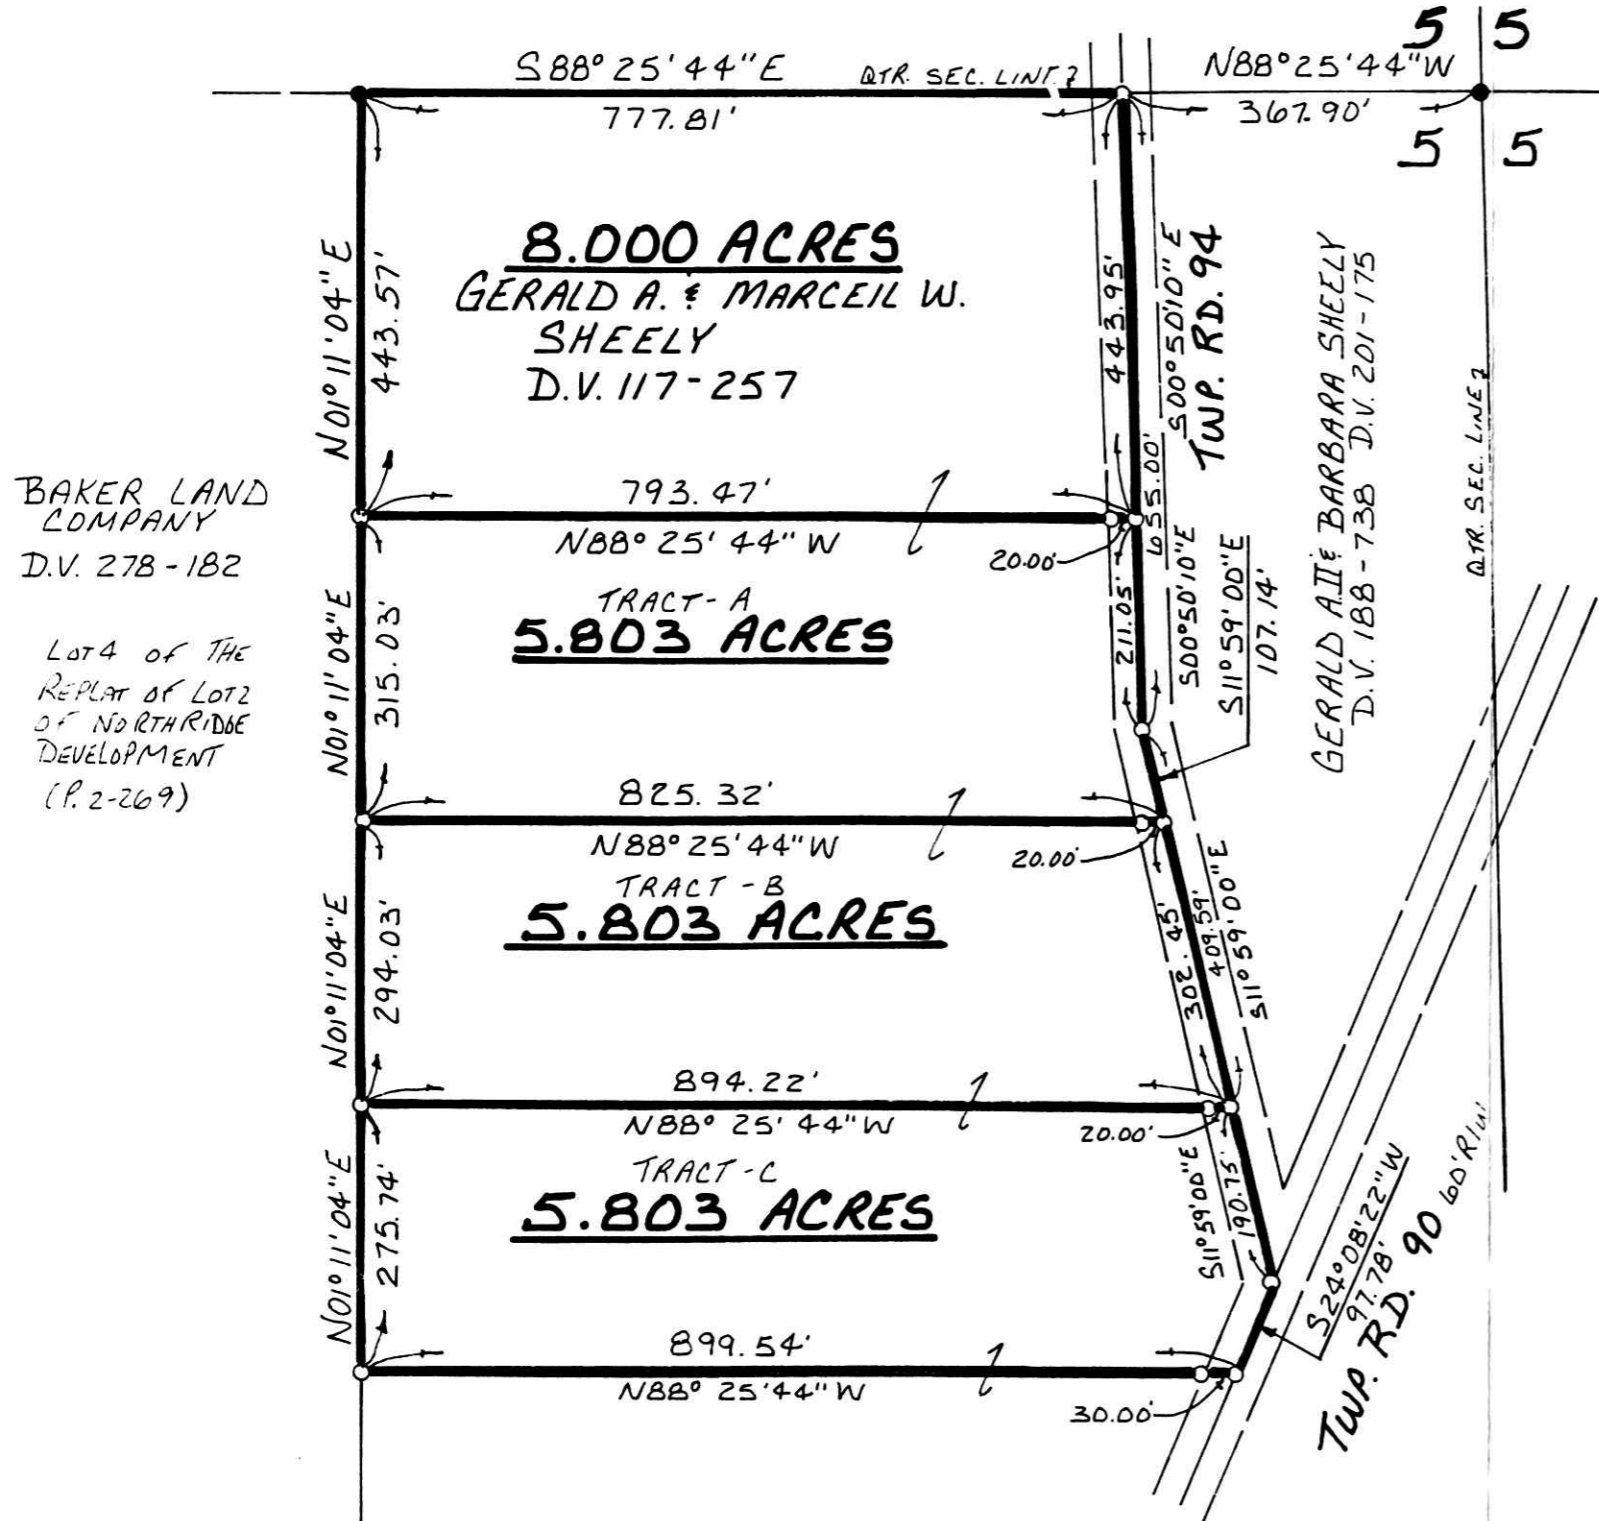 S88° 25' 44" E
777.81'
QTR. SEC. LINE
N88° 25' 44" W
367.90'
5 5
5 5
8.000 ACRES
GERALD A. & MARCEIL W.
SHEELY
D.V. 117-257
N01° 11' 04" E
443.57'
443.95'
S00° 50' 10" E
TWP. RD. 94
655.00'
GERALD A.II & BARBARA SHEELY
D.V. 188-738 D.V. 201-175
QTR. SEC. LINE
BAKER LAND
COMPANY
D.V. 278-182
LOT 4 OF THE
REPLAT OF LOT 2
OF NORTHRIDGE
DEVELOPMENT
(P. 2-269)
793.47'
N88° 25' 44" W
20.00'
TRACT - A
5.803 ACRES
N01° 11' 04" E
315.03'
211.05'
S00° 50' 10" E
S11° 59' 00" E
107.14'
825.32'
N88° 25' 44" W
20.00'
TRACT - B
5.803 ACRES
N01° 11' 04" E
294.03'
302.45'
409.59'
S11° 59' 00" E
894.22'
N88° 25' 44" W
20.00'
TRACT - C
5.803 ACRES
N01° 11' 04" E
275.74'
S11° 59' 00" E
190.75'
S24° 08' 22" W
97.78'
TWP. RD. 90 60' R/W
899.54'
N88° 25' 44" W
30.00'